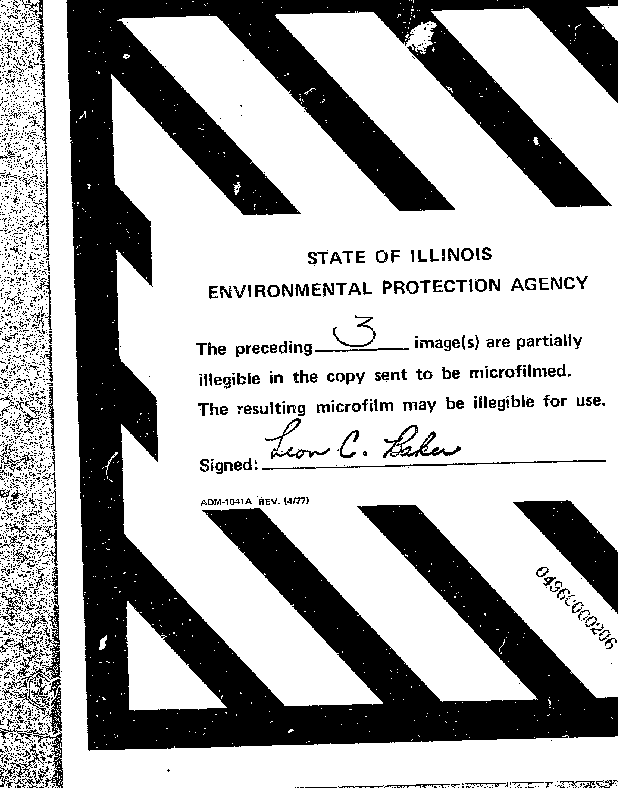 STATE OF ILLINOIS
ENVIRONMENTAL PROTECTION AGENCY
The preceding 3 image(s) are partially
illegible in the copy sent to be microfilmed.
The resulting microfilm may be illegible for use.
Signed: Leon C. Baker
ADM-1041A REV. (4/77)